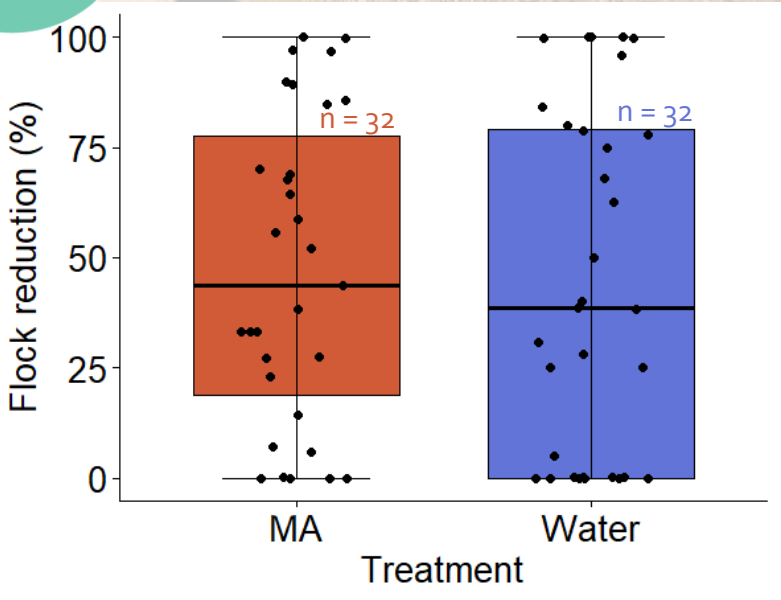 Flock reduction (%)
100
75
50
25
0
n = 32
n = 32
MA
Water
Treatment